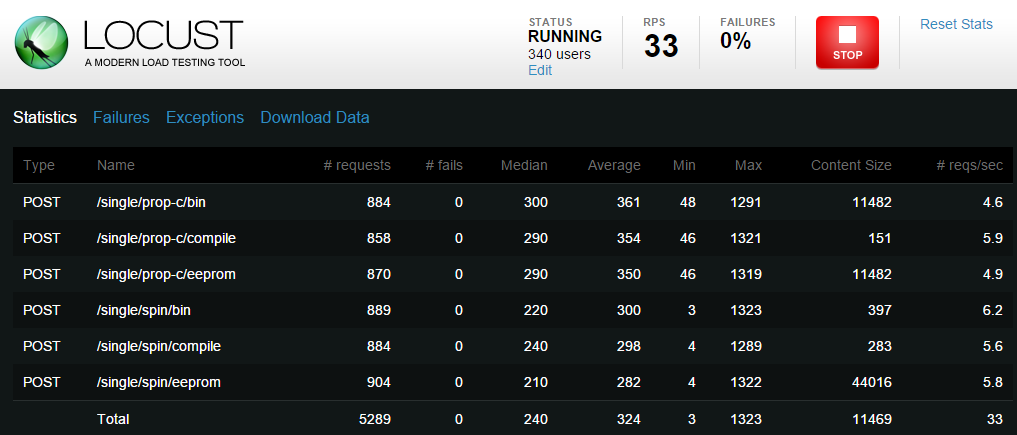 LOCUST
A MODERN LOAD TESTING TOOL
STATUS
RUNNING
340 users
Edit
RPS
33
FAILURES
0%
STOP
Reset Stats
Statistics Failures Exceptions Download Data
Type Name # requests # fails Median Average Min Max Content Size # reqs/sec
POST /single/prop-c/bin 884 0 300 361 48 1291 11482 4.6
POST /single/prop-c/compile 858 0 290 354 46 1321 151 5.9
POST /single/prop-c/eeprom 870 0 290 350 46 1319 11482 4.9
POST /single/spin/bin 889 0 220 300 3 1323 397 6.2
POST /single/spin/compile 884 0 240 298 4 1289 283 5.6
POST /single/spin/eeprom 904 0 210 282 4 1322 44016 5.8
Total 5289 0 240 324 3 1323 11469 33